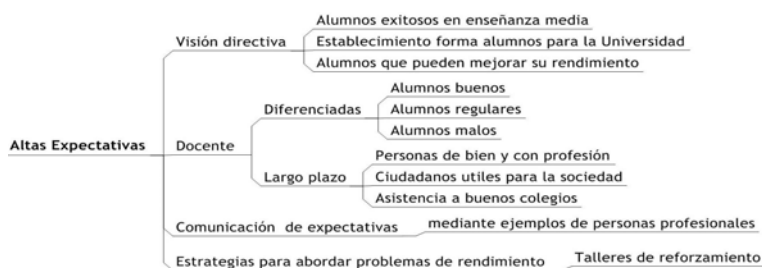 Altas Expectativas
Visión directiva
Alumnos exitosos en enseñanza media
Establecimiento forma alumnos para la Universidad
Alumnos que pueden mejorar su rendimiento
Docente
Diferenciadas
Alumnos buenos
Alumnos regulares
Alumnos malos
Largo plazo
Personas de bien y con profesión
Ciudadanos utiles para la sociedad
Asistencia a buenos colegios
Comunicación de expectativas
mediante ejemplos de personas profesionales
Estrategias para abordar problemas de rendimiento
Talleres de reforzamiento